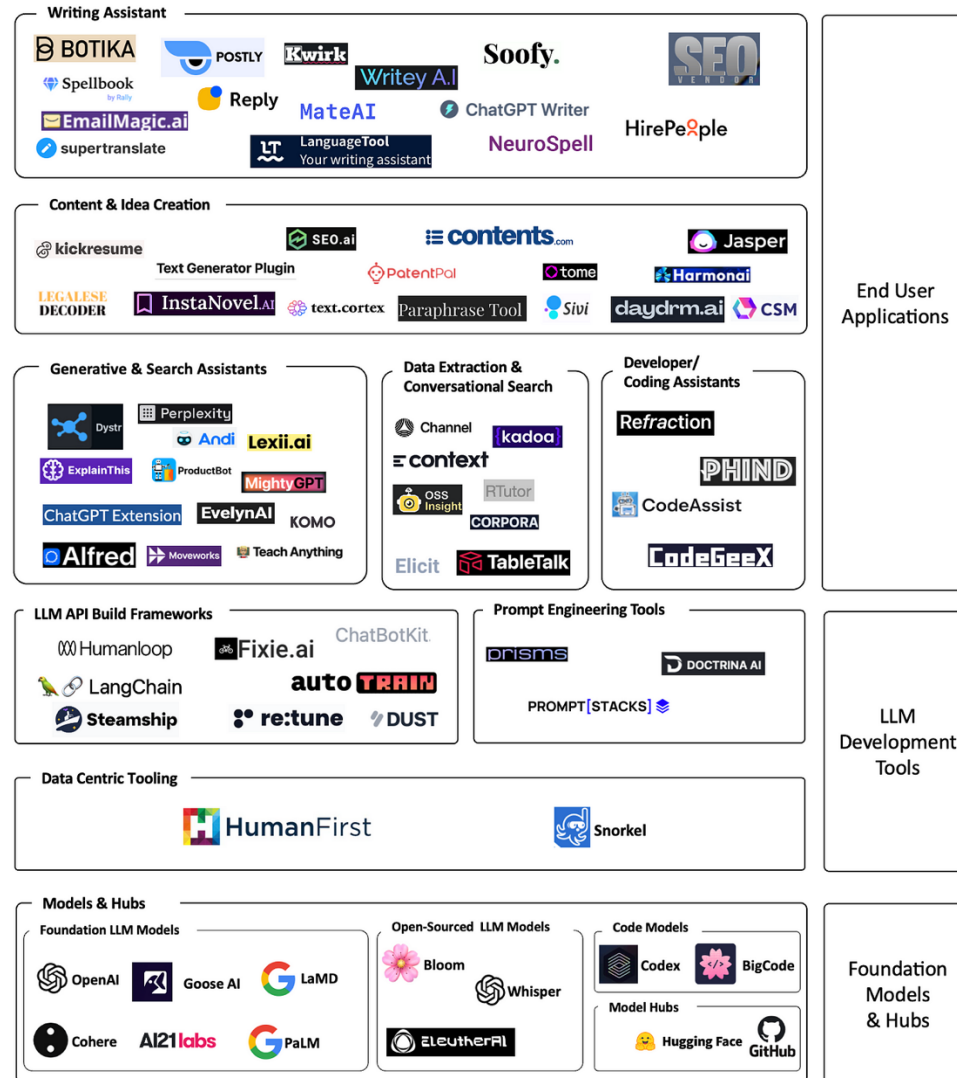 Writing Assistant
BOTIKA
POSTLY
Kwirk
Writey A.I
Soofy.
SEO
VENDOR
Spellbook
by Rally
Reply
MateAI
ChatGPT Writer
HirePeople
EmailMagic.ai
supertranslate
LT
LanguageTool
Your writing assistant
NeuroSpell
Content & Idea Creation
kickresume
SEO.ai
contents.com
Jasper
Text Generator Plugin
PatentPal
tome
Harmonai
LEGALESE
DECODER
InstaNovel.AI
text.cortex
Paraphrase Tool
Sivi
daydrm.ai
CSM
End User
Applications
Generative & Search Assistants
Dystr
Perplexity
Andi
Lexii.ai
ExplainThis
ProductBot
MightyGPT
ChatGPT Extension
EvelynAI
KOMO
Alfred
Moveworks
Teach Anything
Data Extraction &
Conversational Search
Channel
{kadoa}
context
OSS
Insight
RTutor
CORPORA
Elicit
TableTalk
Developer/
Coding Assistants
Refraction
PHIND
CodeAssist
CodeGeeX
LLM API Build Frameworks
Humanloop
Fixie.ai
ChatBotKit
LangChain
auto TRAIN
Steamship
re:tune
DUST
Prompt Engineering Tools
prisms
DOCTRINA AI
PROMPT[STACKS]
LLM
Development
Tools
Data Centric Tooling
HumanFirst
Snorkel
Models & Hubs
Foundation LLM Models
OpenAI
Goose AI
LaMD
Cohere
AI21labs
PaLM
Open-Sourced LLM Models
Bloom
Whisper
EleutherAI
Code Models
Codex
BigCode
Model Hubs
Hugging Face
GitHub
Foundation
Models
& Hubs